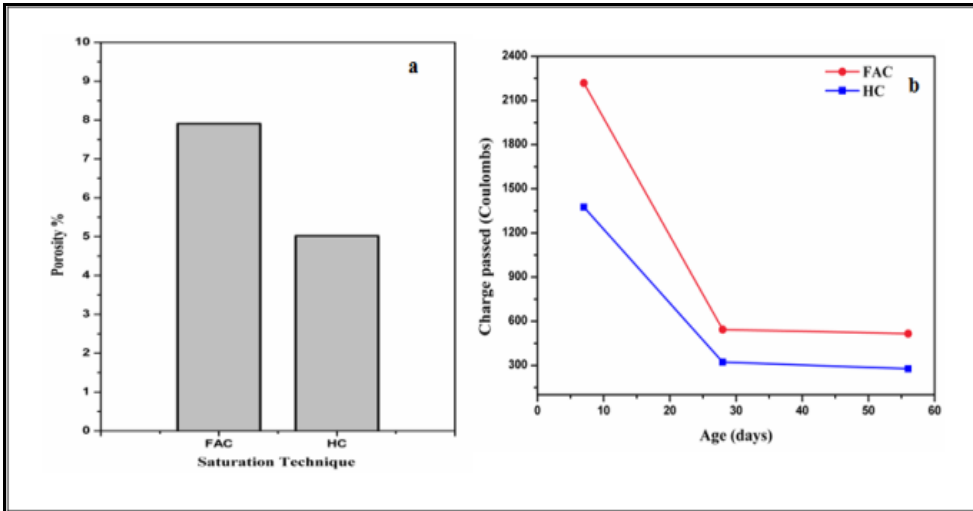 a
10
9
8
7
6
5
4
3
2
1
0
Porosity %
FAC HC
Saturation Technique
b
FAC
HC
2400
2100
1800
1500
1200
900
600
300
Charge passed (Coulombs)
0 10 20 30 40 50 60
Age (days)